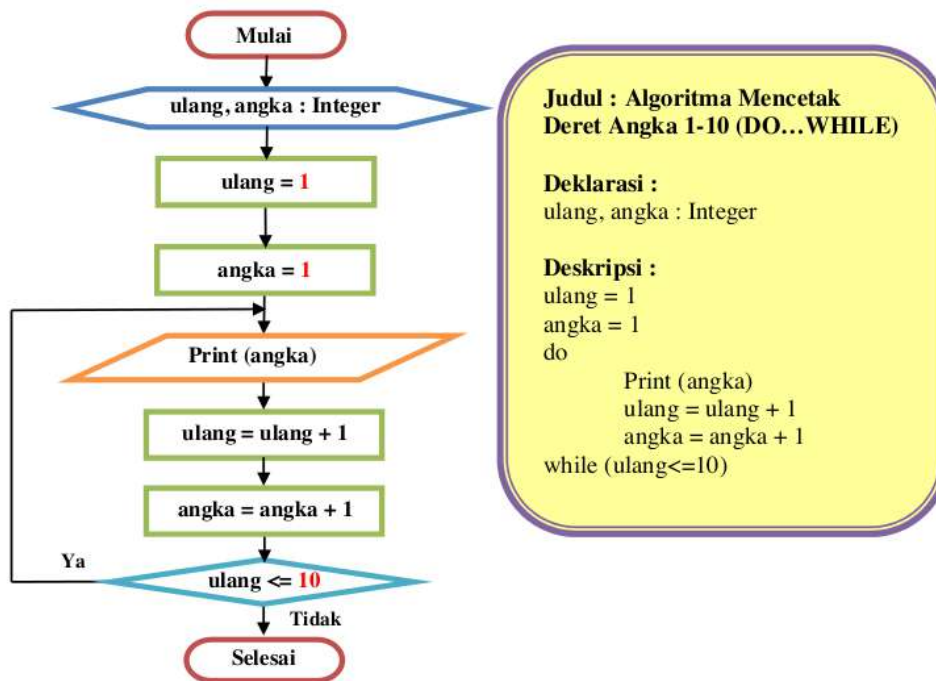 Mulai
ulang, angka : Integer
ulang = 1
angka = 1
Print (angka)
ulang = ulang + 1
angka = angka + 1
Ya
ulang <= 10
Tidak
Selesai
Judul : Algoritma Mencetak
Deret Angka 1-10 (DO…WHILE)
Deklarasi :
ulang, angka : Integer
Deskripsi :
ulang = 1
angka = 1
do
Print (angka)
ulang = ulang + 1
angka = angka + 1
while (ulang<=10)